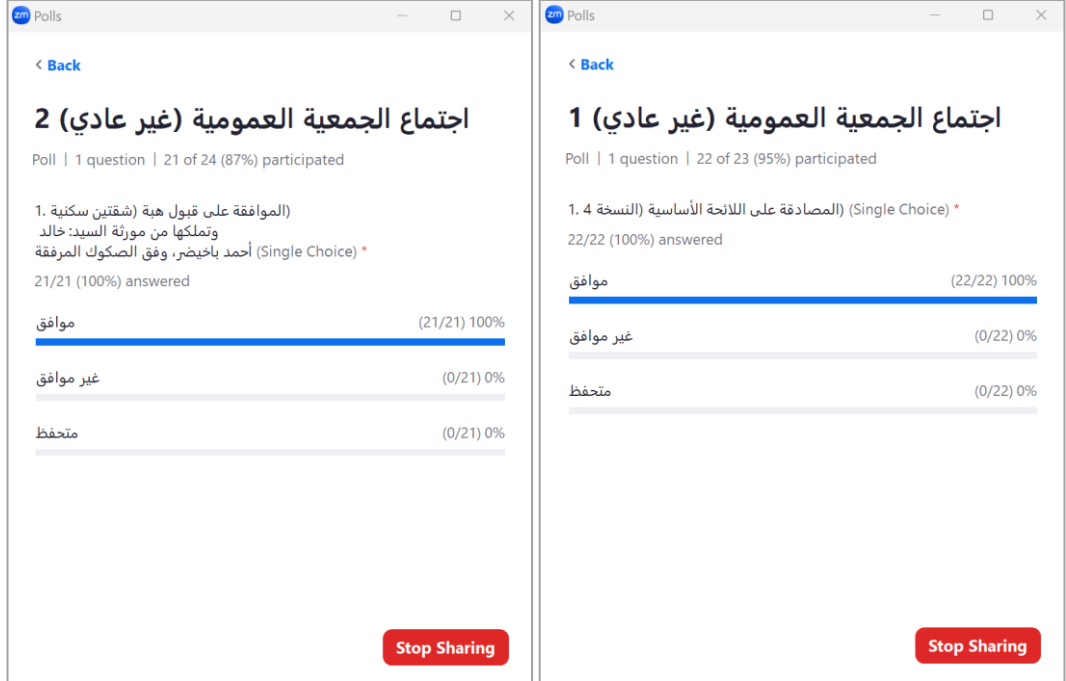 zm Polls
< Back
اجتماع الجمعية العمومية (غير عادي) 2
Poll | 1 question | 21 of 24 (87%) participated
1. الموافقة على قبول هبة (شقتين سكنية)
وتملكها من مورثة السيد: خالد
أحمد باخيضر، وفق الصكوك المرفقة (Single Choice) *
21/21 (100%) answered
موافق (21/21) 100%
غير موافق (0/21) 0%
متحفظ (0/21) 0%
Stop Sharing
zm Polls
< Back
اجتماع الجمعية العمومية (غير عادي) 1
Poll | 1 question | 22 of 23 (95%) participated
1. المصادقة على اللائحة الأساسية (النسخة 4) (Single Choice) *
22/22 (100%) answered
موافق (22/22) 100%
غير موافق (0/22) 0%
متحفظ (0/22) 0%
Stop Sharing